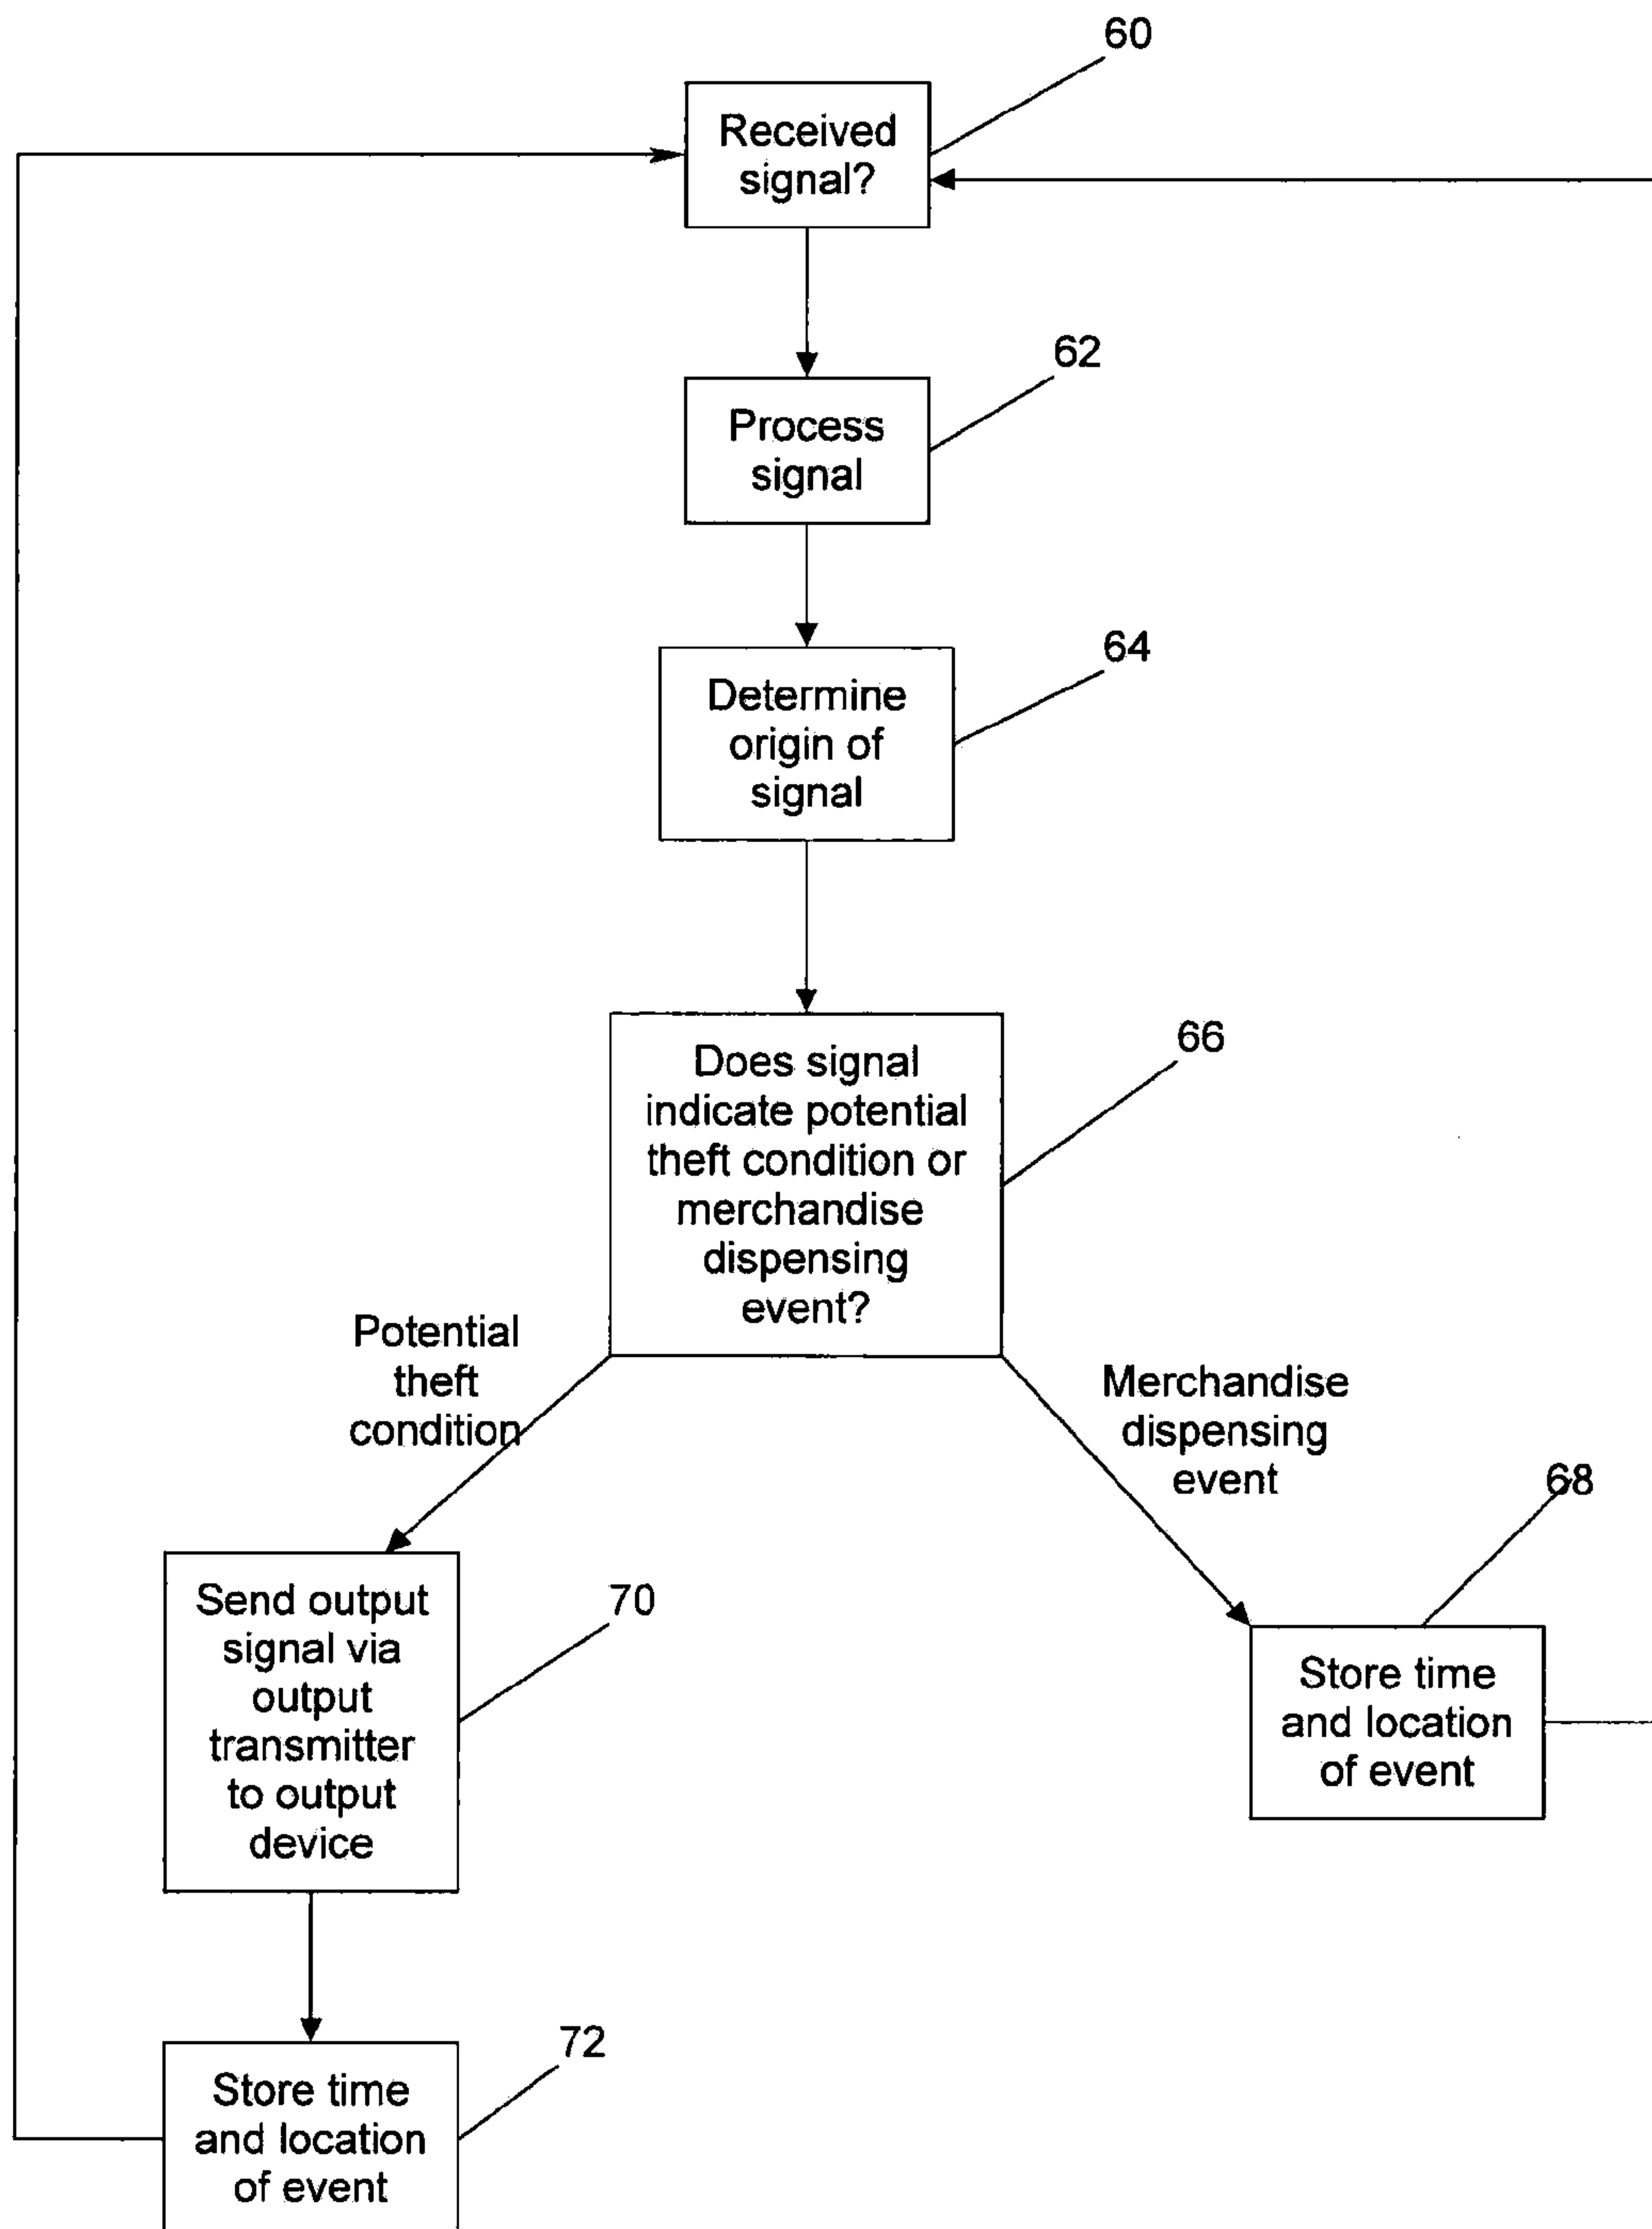 60
Received
signal?
62
Process
signal
64
Determine
origin of
signal
66
Does signal
indicate potential
theft condition or
merchandise
dispensing
event?
Potential
theft
condition
Merchandise
dispensing
event
68
Send output
signal via
output
transmitter
to output
device
70
Store time
and location
of event
72
Store time
and location
of event